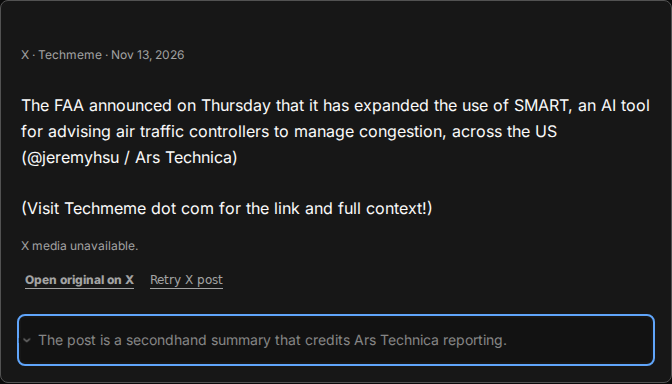 X · Techmeme · Nov 13, 2026
The FAA announced on Thursday that it has expanded the use of SMART, an AI tool
for advising air traffic controllers to manage congestion, across the US
(@jeremyhsu / Ars Technica)
(Visit Techmeme dot com for the link and full context!)
X media unavailable.
Open original on X Retry X post
The post is a secondhand summary that credits Ars Technica reporting.